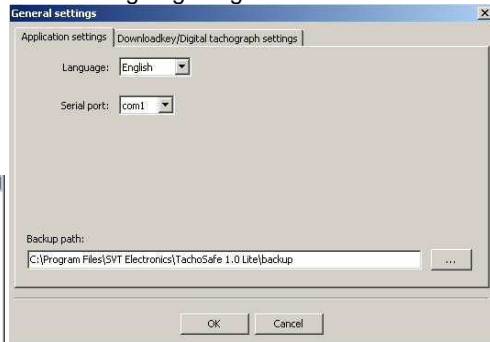 General settings
Application settings Downloadkey/Digital tachograph settings
Language: English
Serial port: com1
Backup path:
C:\Program Files\SVT Electronics\TachoSafe 1.0 Lite\backup ...
OK Cancel